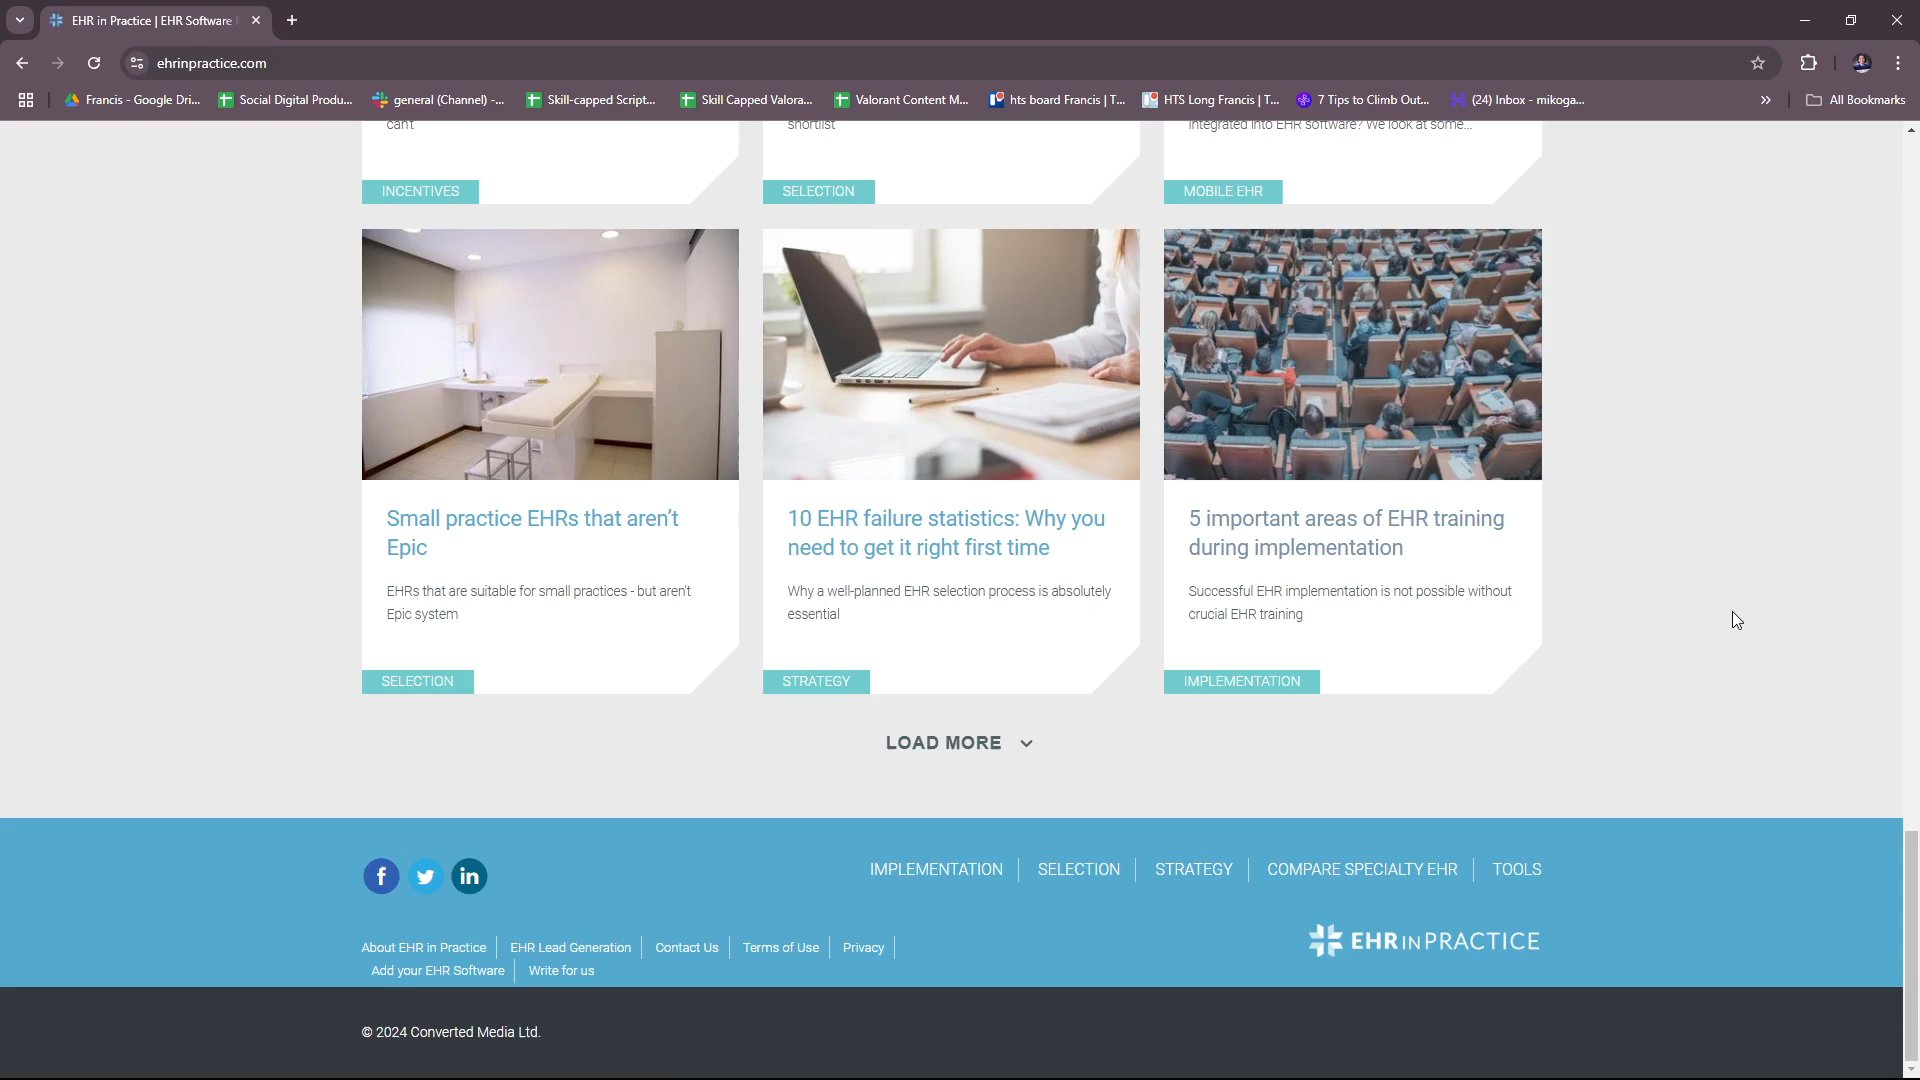 EHR in Practice | EHR Software
ehrinpractice.com
Francis - Google Dri...
Social Digital Produ...
general (Channel) -...
Skill-capped Script...
Skill Capped Valora...
Valorant Content M...
hts board Francis | T...
HTS Long Francis | T...
7 Tips to Climb Out...
(24) Inbox - mikoga...
»
All Bookmarks
can't
shortlist
integrated into EHR software? We look at some...
INCENTIVES
SELECTION
MOBILE EHR
Small practice EHRs that aren't
Epic
EHRs that are suitable for small practices - but aren't
Epic system
SELECTION
10 EHR failure statistics: Why you
need to get it right first time
Why a well-planned EHR selection process is absolutely
essential
STRATEGY
5 important areas of EHR training
during implementation
Successful EHR implementation is not possible without
crucial EHR training
IMPLEMENTATION
LOAD MORE
IMPLEMENTATION
SELECTION
STRATEGY
COMPARE SPECIALTY EHR
TOOLS
About EHR in Practice
EHR Lead Generation
Contact Us
Terms of Use
Privacy
Add your EHR Software
Write for us
EHR IN PRACTICE
© 2024 Converted Media Ltd.